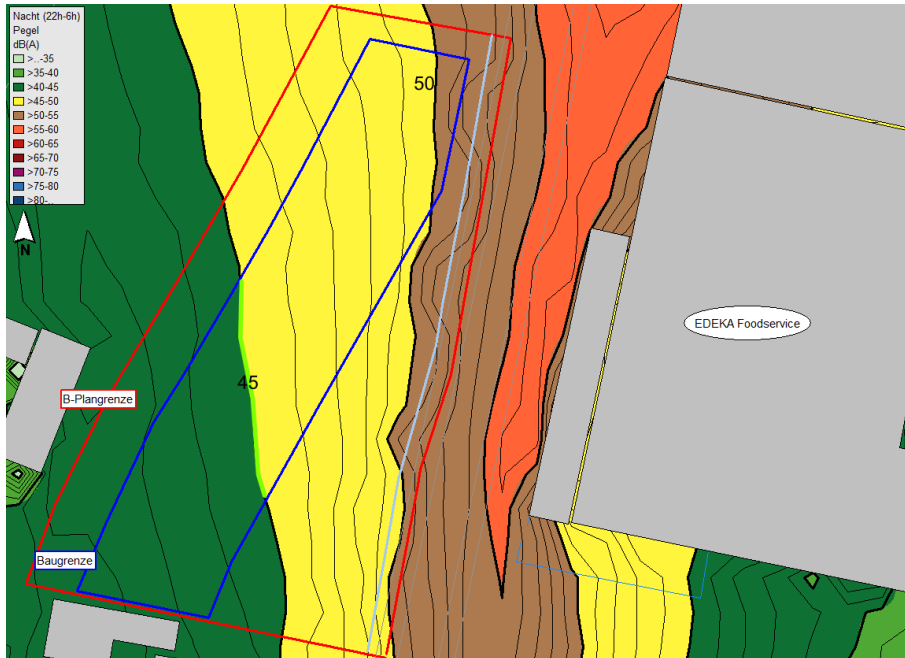 Nacht (22h-6h)
Pegel
dB(A)
>..-35
>35-40
>40-45
>45-50
>50-55
>55-60
>60-65
>65-70
>70-75
>75-80
>80-..
N
50
EDEKA Foodservice
45
B-Plangrenze
Baugrenze